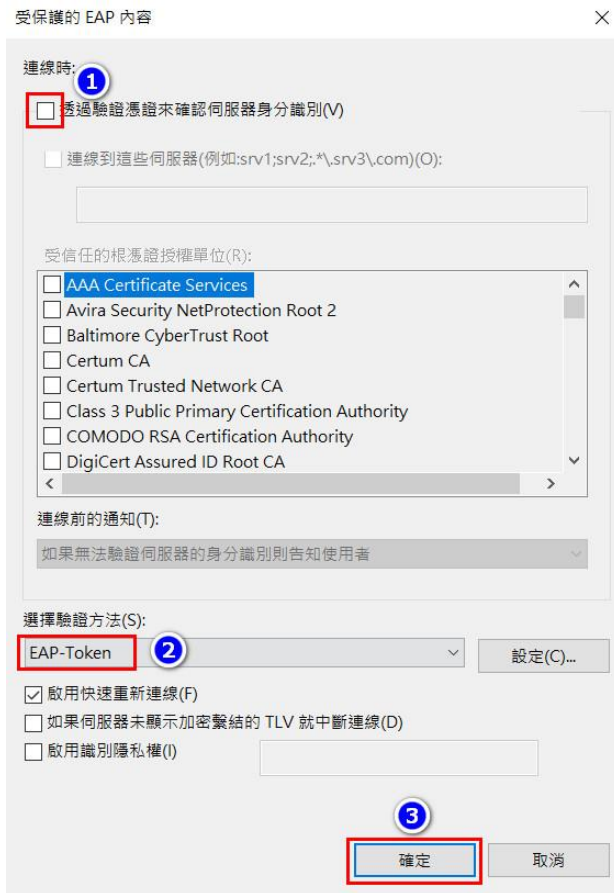 受保護的 EAP 內容
連線時:
1
透過驗證憑證來確認伺服器身分識別(V)
連線到這些伺服器(例如:srv1;srv2;.*\.srv3\.com)(O):
受信任的根憑證授權單位(R):
AAA Certificate Services
Avira Security NetProtection Root 2
Baltimore CyberTrust Root
Certum CA
Certum Trusted Network CA
Class 3 Public Primary Certification Authority
COMODO RSA Certification Authority
DigiCert Assured ID Root CA
連線前的通知(T):
如果無法驗證伺服器的身分識別則告知使用者
選擇驗證方法(S):
EAP-Token 2 設定(C)...
啟用快速重新連線(F)
如果伺服器未顯示加密繫結的 TLV 就中斷連線(D)
啟用識別隱私權(I)
3
確定 取消